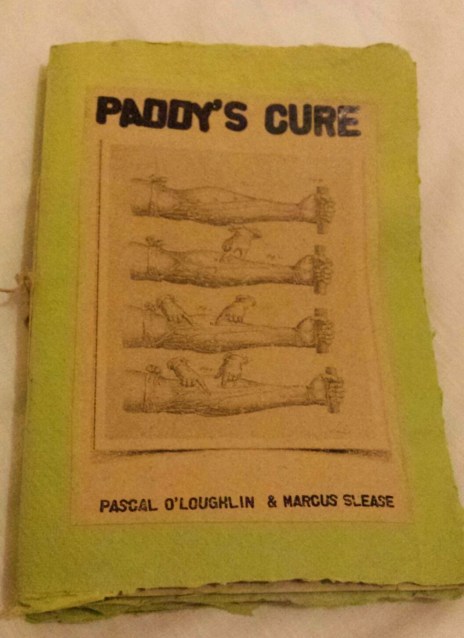 PADDY'S CURE
PASCAL O'LOUGHLIN & MARCUS SLEASE